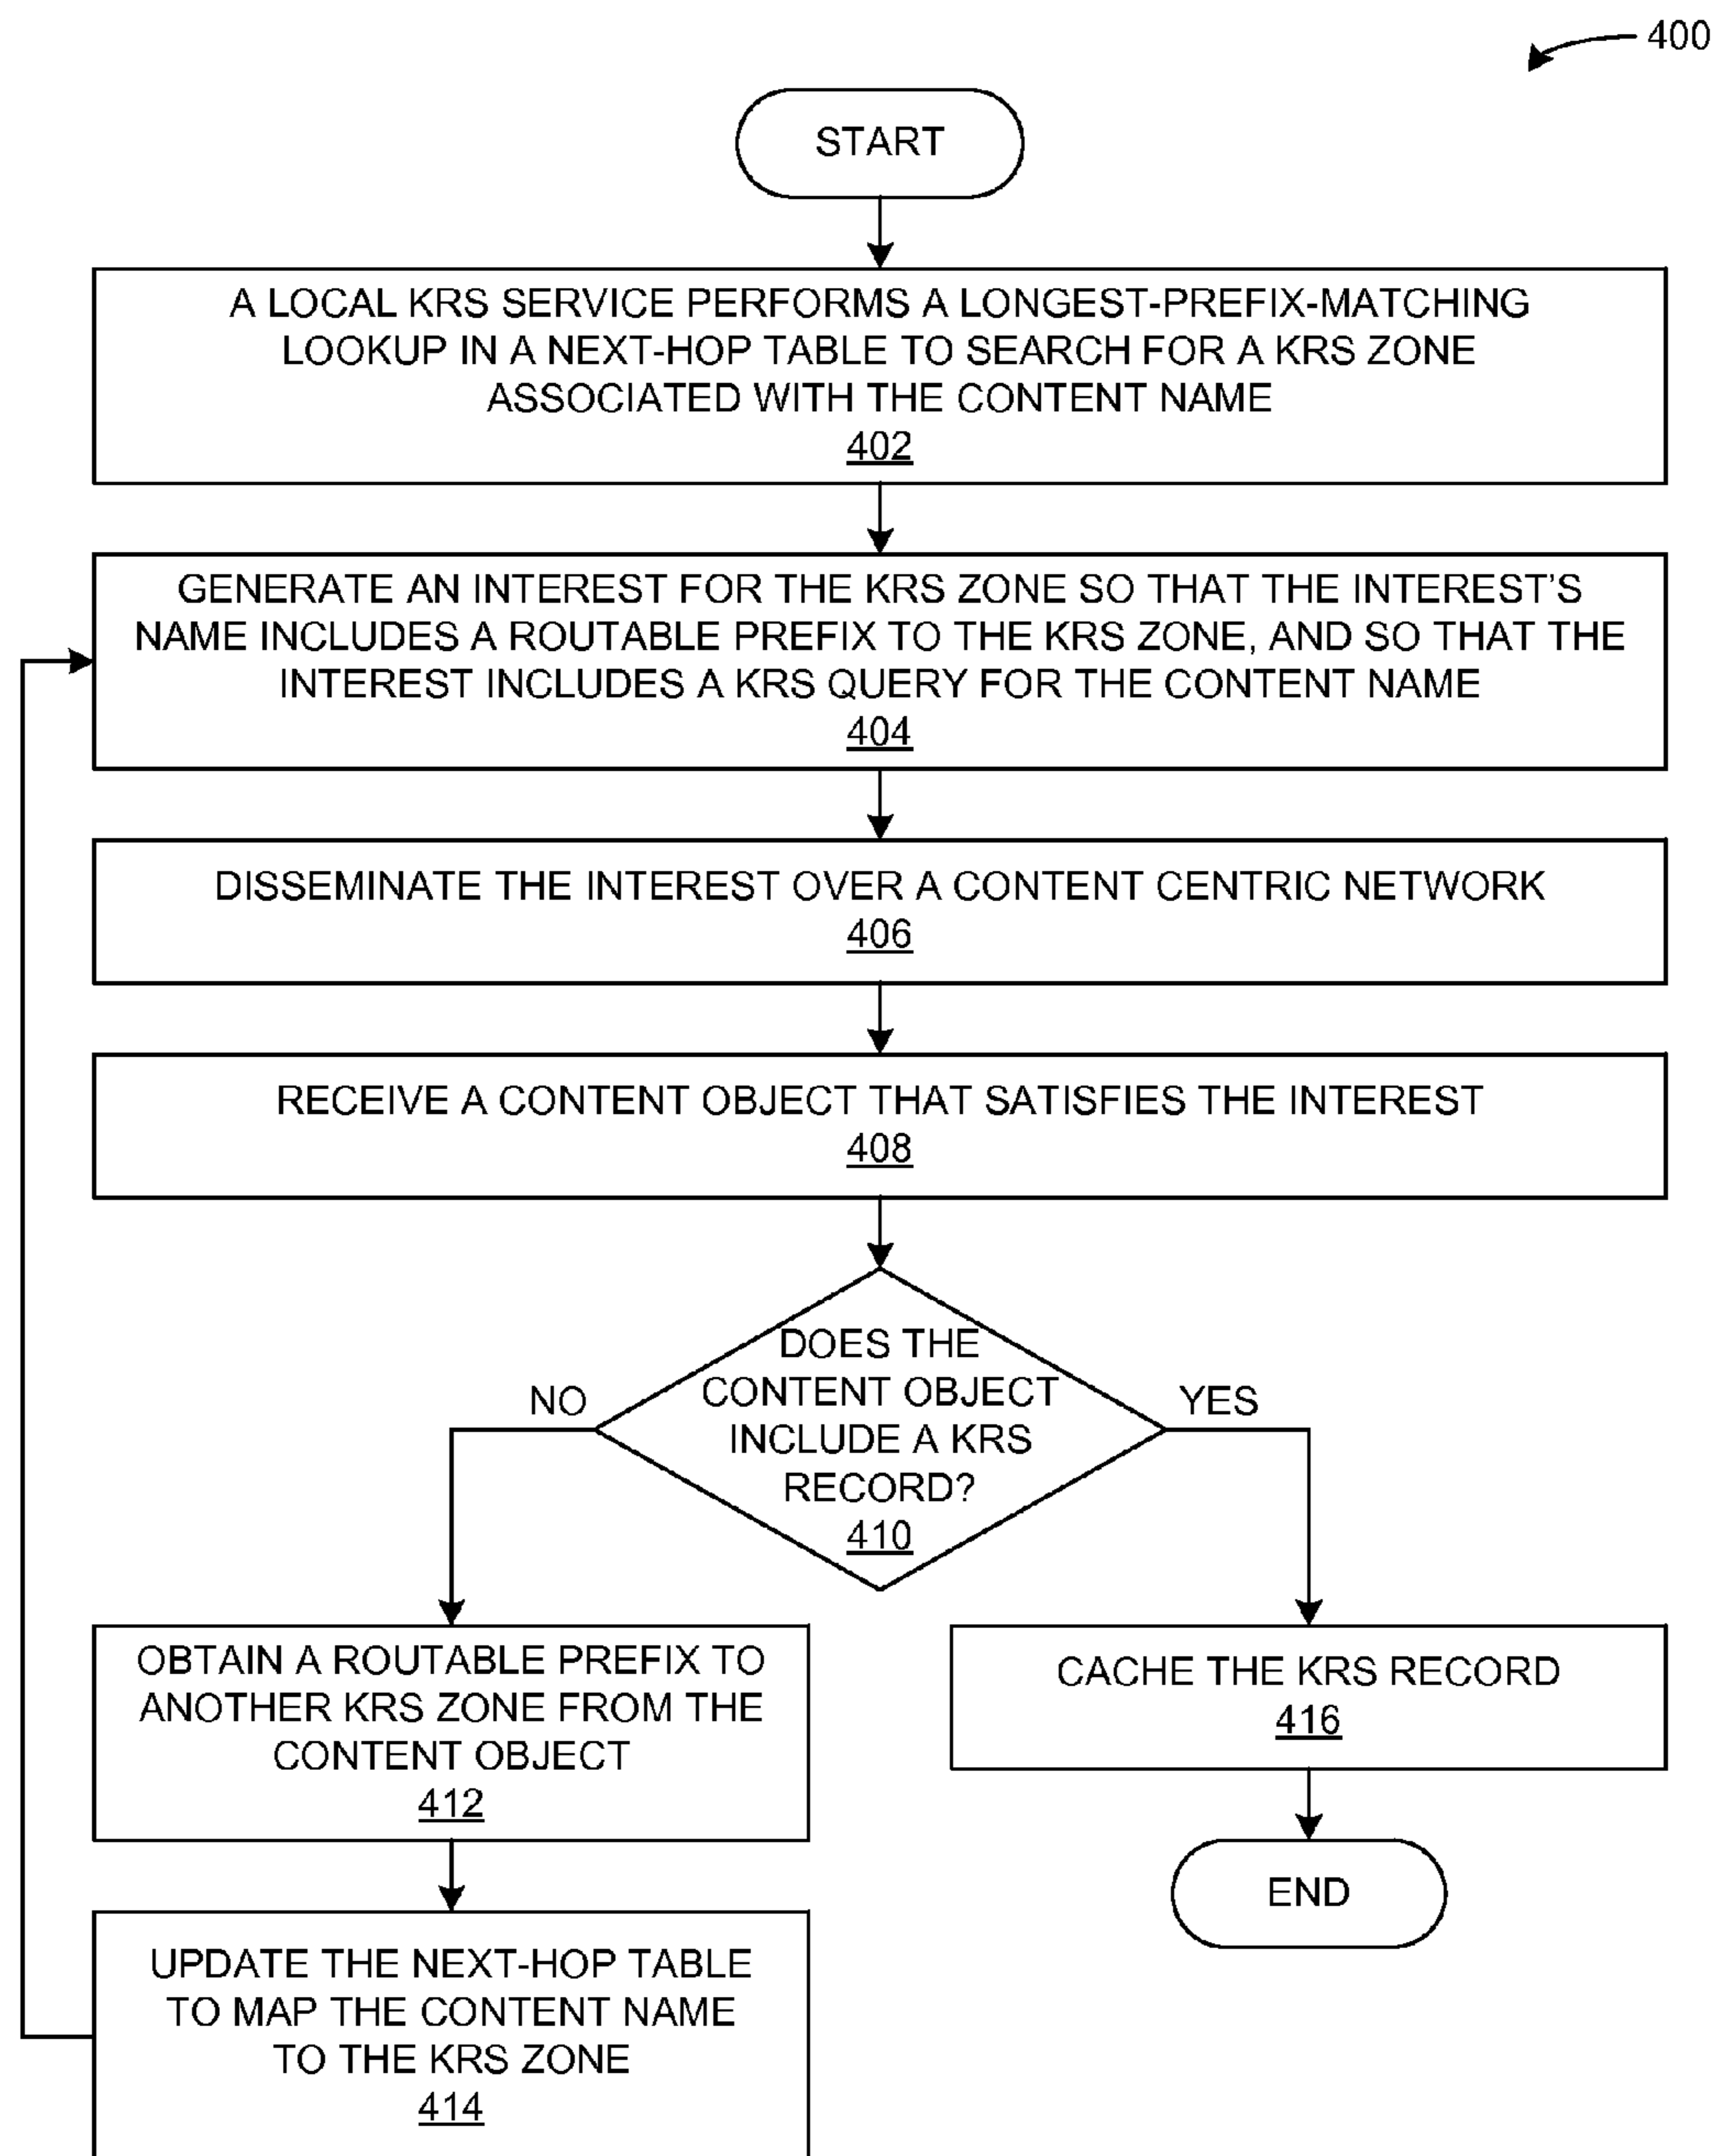 400
START
A LOCAL KRS SERVICE PERFORMS A LONGEST-PREFIX-MATCHING
LOOKUP IN A NEXT-HOP TABLE TO SEARCH FOR A KRS ZONE
ASSOCIATED WITH THE CONTENT NAME
402
GENERATE AN INTEREST FOR THE KRS ZONE SO THAT THE INTEREST'S
NAME INCLUDES A ROUTABLE PREFIX TO THE KRS ZONE, AND SO THAT THE
INTEREST INCLUDES A KRS QUERY FOR THE CONTENT NAME
404
DISSEMINATE THE INTEREST OVER A CONTENT CENTRIC NETWORK
406
RECEIVE A CONTENT OBJECT THAT SATISFIES THE INTEREST
408
DOES THE
CONTENT OBJECT
INCLUDE A KRS
RECORD?
410
NO
YES
OBTAIN A ROUTABLE PREFIX TO
ANOTHER KRS ZONE FROM THE
CONTENT OBJECT
412
CACHE THE KRS RECORD
416
END
UPDATE THE NEXT-HOP TABLE
TO MAP THE CONTENT NAME
TO THE KRS ZONE
414